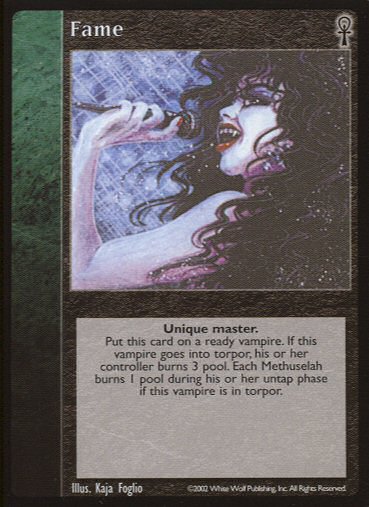 Fame
Unique master.
Put this card on a ready vampire. If this
vampire goes into torpor, his or her
controller burns 3 pool. Each Methuselah
burns 1 pool during his or her untap phase
if this vampire is in torpor.
Illus. Kaja Foglio
©2002 White Wolf Publishing, Inc. All Rights Reserved.